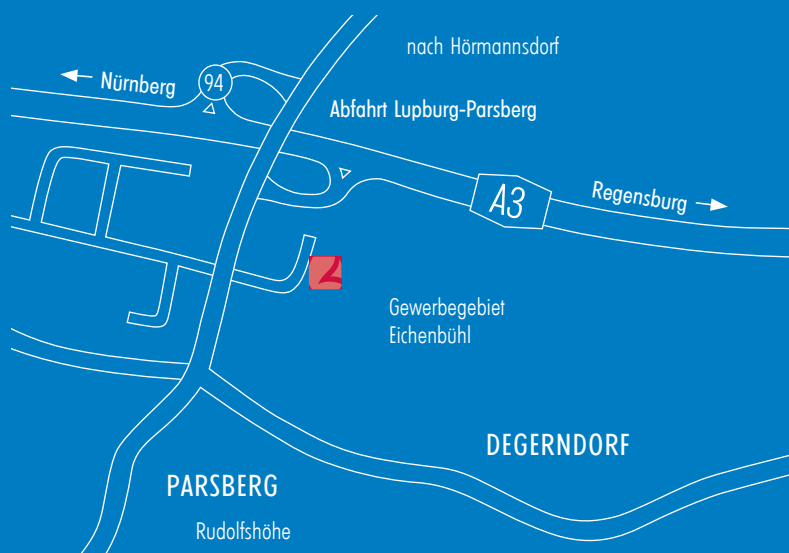 nach Hörmannsdorf
Nürnberg
94
Abfahrt Lupburg-Parsberg
A3
Regensburg
Gewerbegebiet
Eichenbühl
DEGERNDORF
PARSBERG
Rudolfshöhe